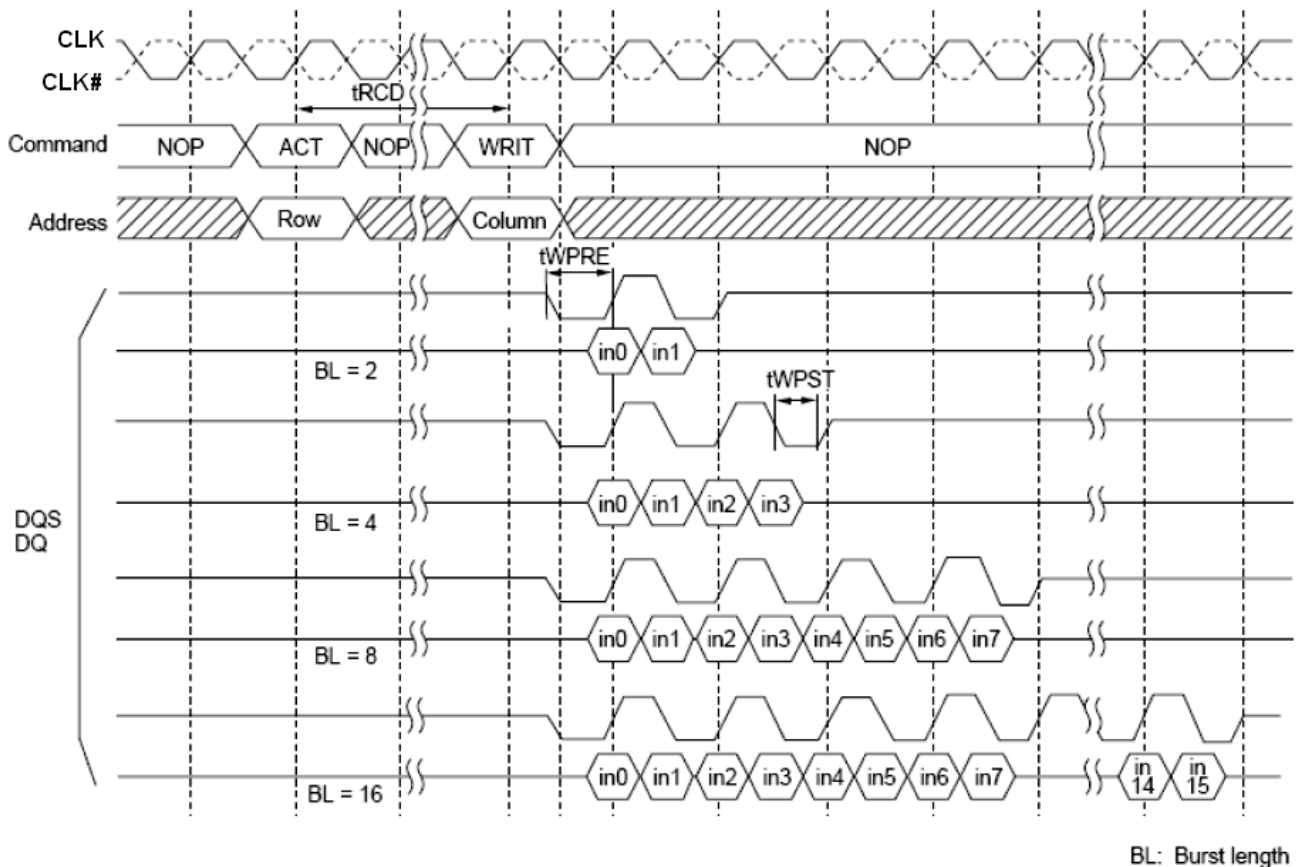 CLK
CLK#
tRCD
Command NOP ACT NOP WRIT NOP
Address Row Column
tWPRE
in0 in1
BL = 2
tWPST
in0 in1 in2 in3
BL = 4
DQS
DQ
in0 in1 in2 in3 in4 in5 in6 in7
BL = 8
in0 in1 in2 in3 in4 in5 in6 in7 in 14 in 15
BL = 16
BL: Burst length